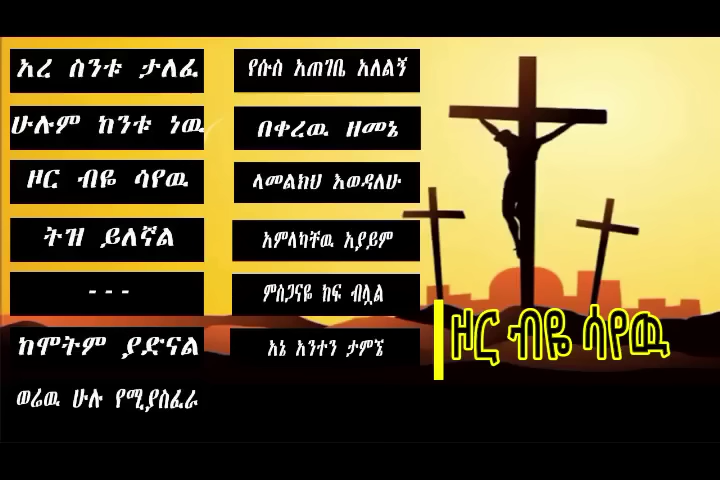 አረ ስንቱ ታለፈ
ሁሉም ከንቱ ነዉ
ዞር ብዬ ሳየዉ
ትዝ ይለኛል
---
ከሞትም ያድናል
ወሬዉ ሁሉ የሚያስፈራ
የሱስ አጠገቤ አለልኝ
በቀረዉ ዘመኔ
ላመልክህ እወዳለሁ
አምላካቸዉ አያይም
ምስጋናዬ ከፍ ብሏል
እኔ አንተን ታምኜ
ዞር ብዬ ሳየዉ